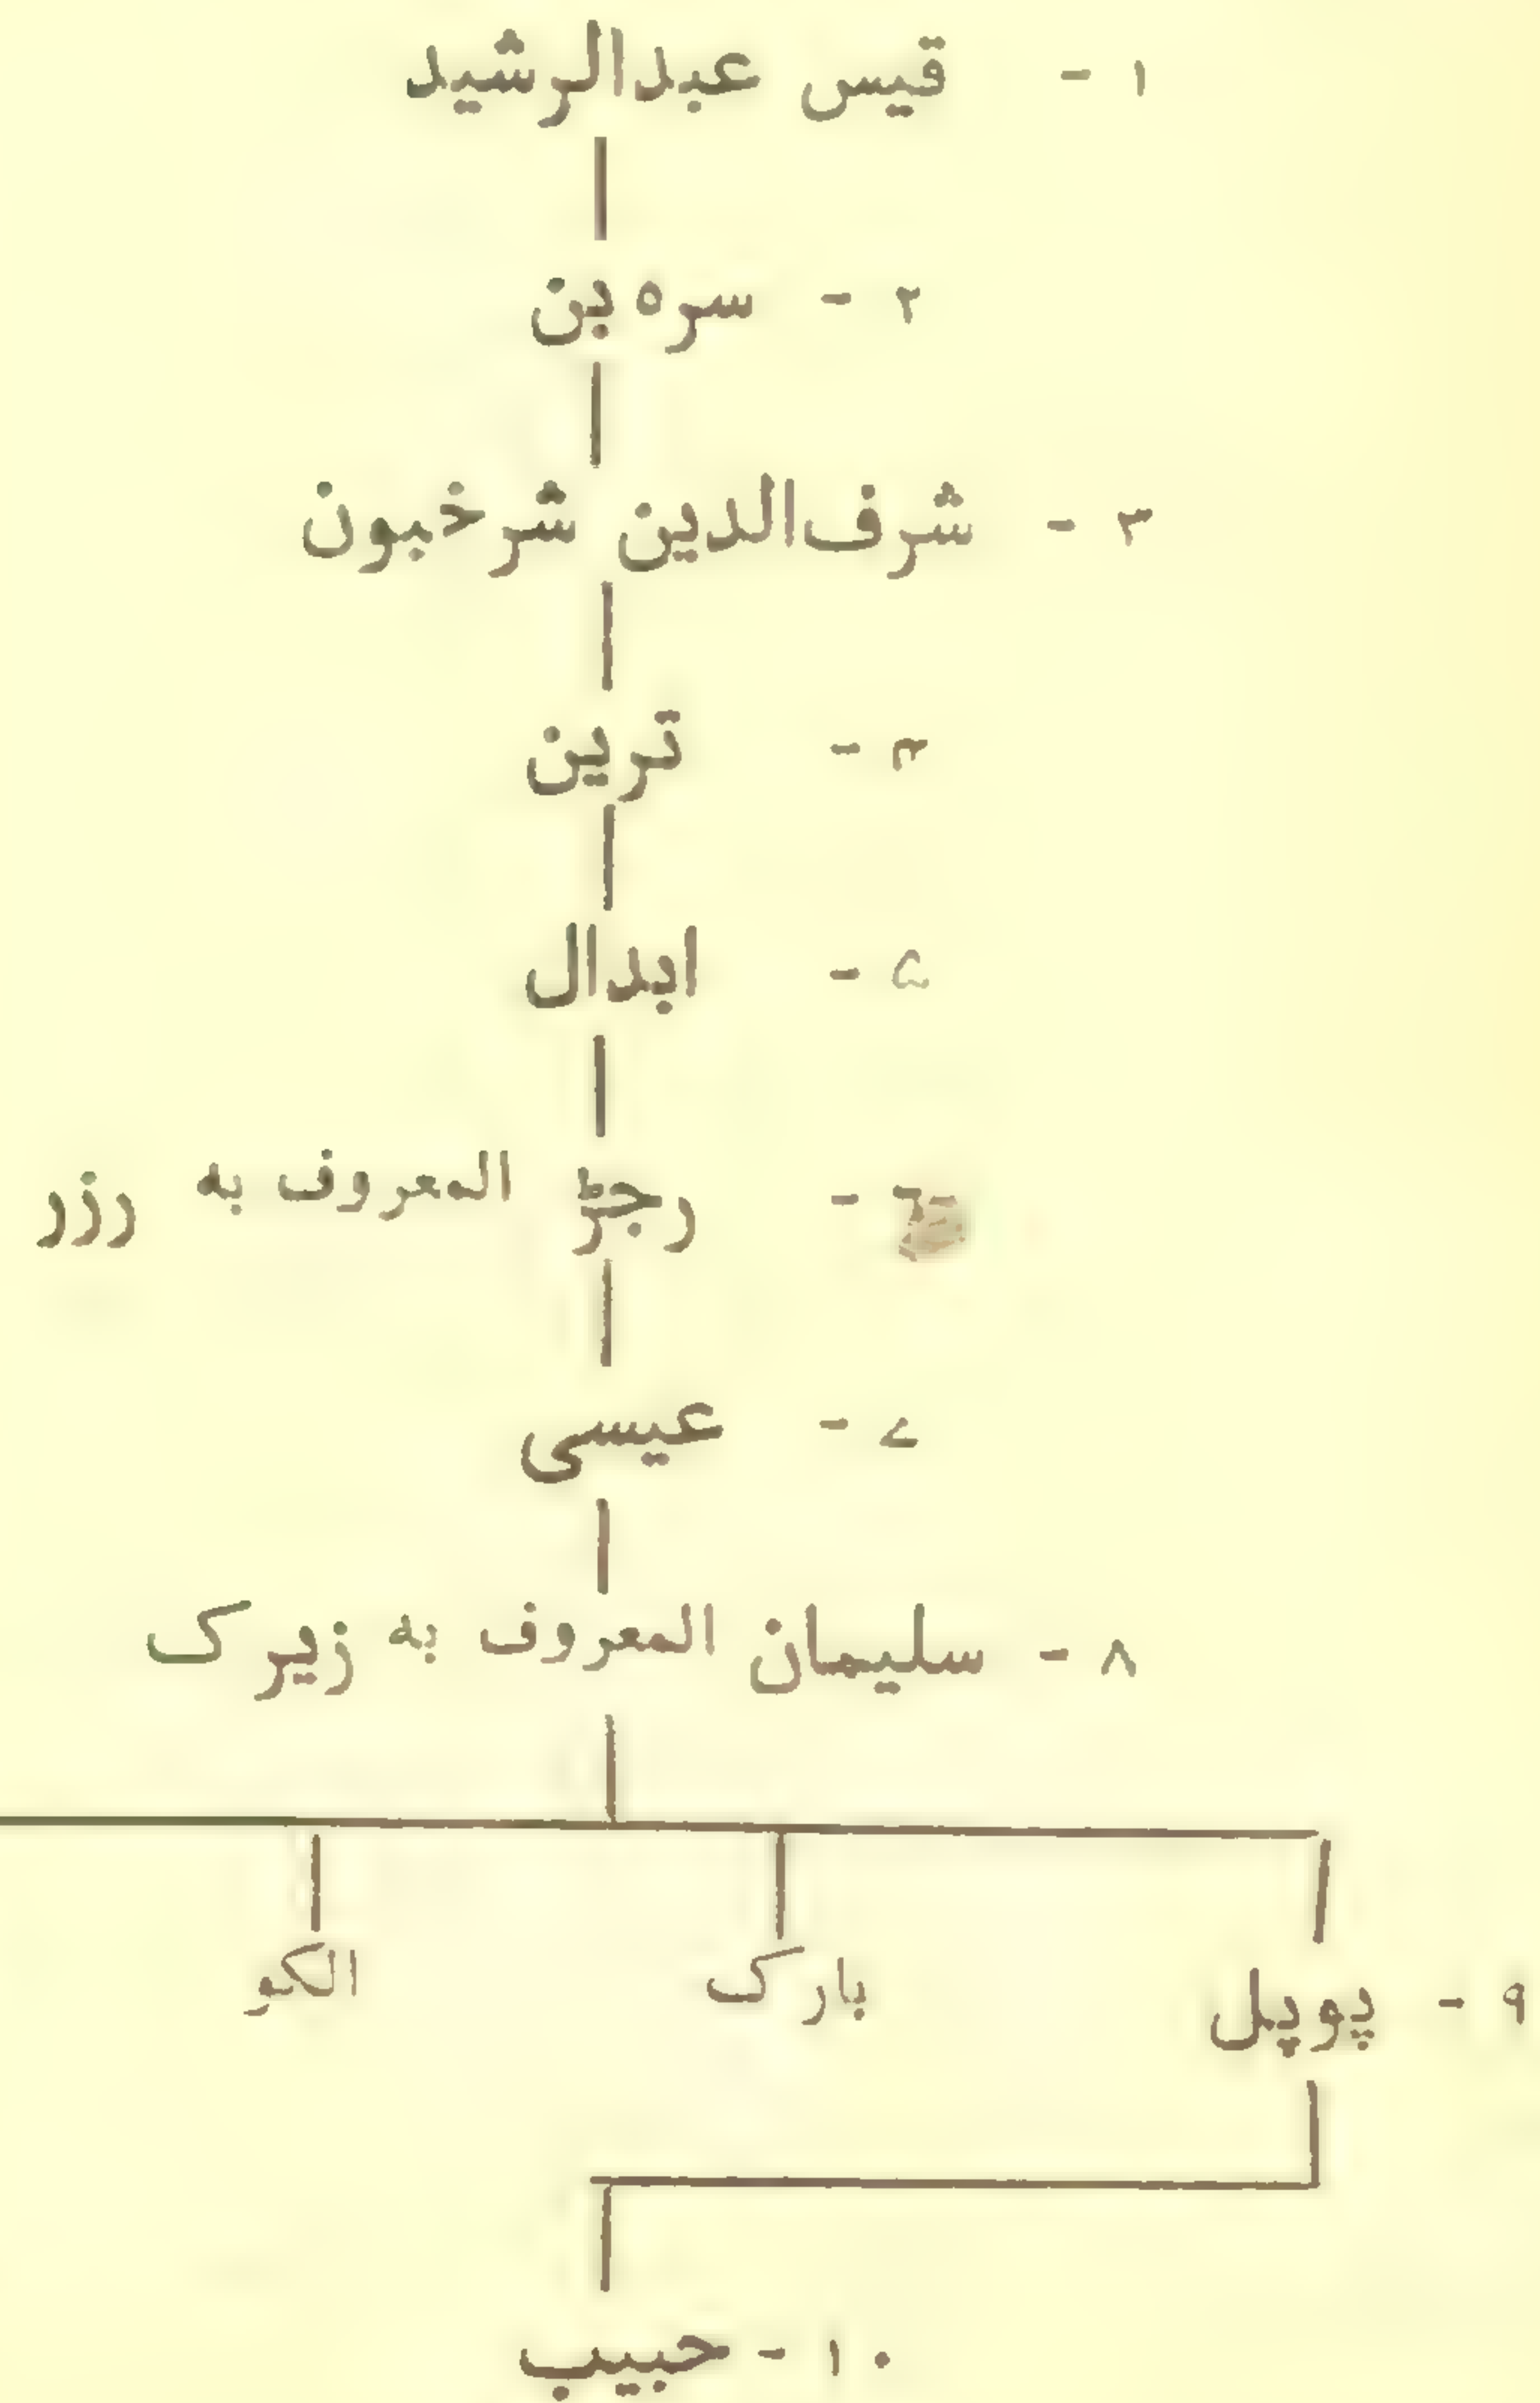 ۱ - قیس عبدالرشید
۲ - سره بن
۳ - شرف‌الدین شرخبون
۴ - ترین
۵ - ابدال
- رجڑ المعروف به رزر
۷ - عیسی
۸ - سلیمان المعروف به زیرک
۹ - پوپل بارک الکو
۱۰ - حبیب